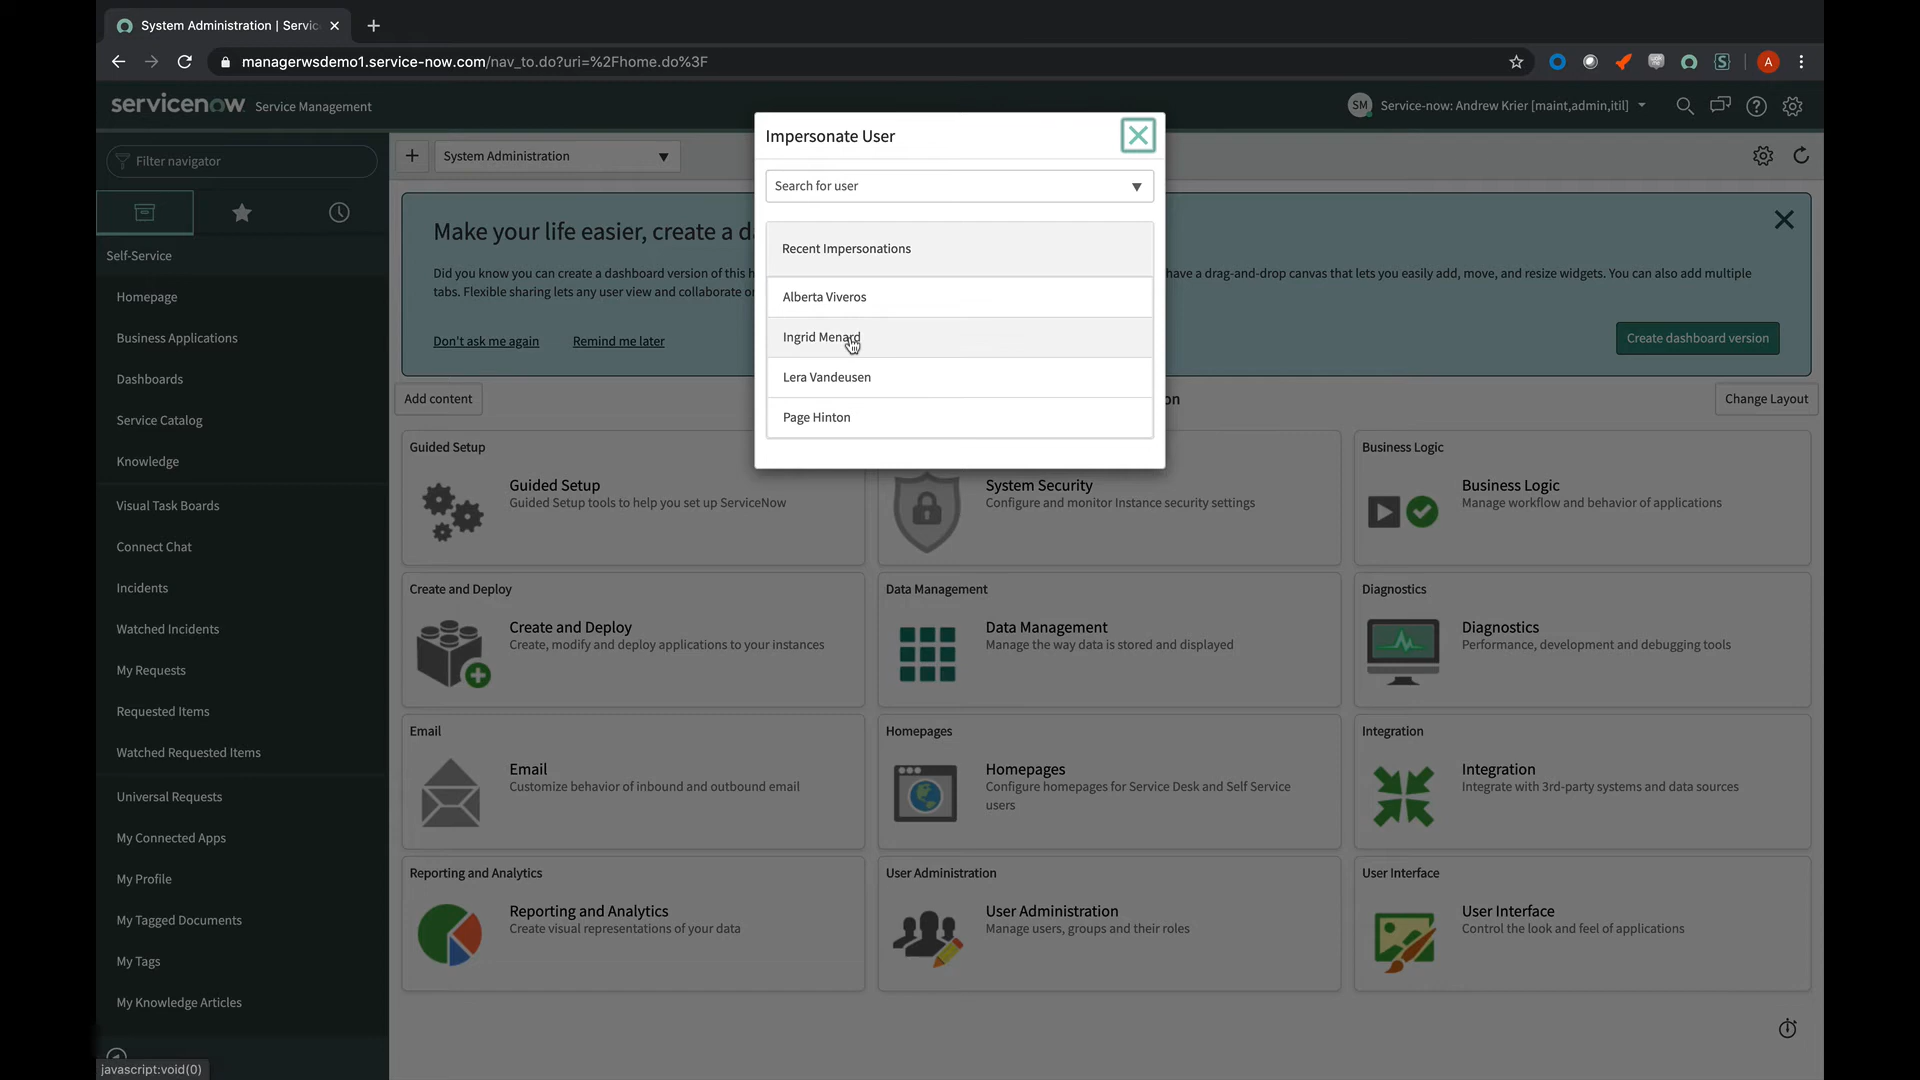 System Administration | Servic
managerwsdemo1.service-now.com/nav_to.do?uri=%2Fhome.do%3F
A
servicenow Service Management
SM Service-now: Andrew Krier [maint,admin,itil]
Filter navigator
Self-Service
Homepage
Business Applications
Dashboards
Service Catalog
Knowledge
Visual Task Boards
Connect Chat
Incidents
Watched Incidents
My Requests
Requested Items
Watched Requested Items
Universal Requests
My Connected Apps
My Profile
My Tagged Documents
My Tags
My Knowledge Articles
javascript:void(0)
System Administration
Make your life easier, create a d
Did you know you can create a dashboard version of this h
have a drag-and-drop canvas that lets you easily add, move, and resize widgets. You can also add multiple
tabs. Flexible sharing lets any user view and collaborate o
Don't ask me again Remind me later
Create dashboard version
Impersonate User
Search for user
Recent Impersonations
Alberta Viveros
Ingrid Menard
Lera Vandeusen
Page Hinton
Add content
on
Change Layout
Guided Setup
Guided Setup
Guided Setup tools to help you set up ServiceNow
System Security
Configure and monitor Instance security settings
Business Logic
Business Logic
Manage workflow and behavior of applications
Create and Deploy
Create and Deploy
Create, modify and deploy applications to your instances
Data Management
Data Management
Manage the way data is stored and displayed
Diagnostics
Diagnostics
Performance, development and debugging tools
Email
Email
Customize behavior of inbound and outbound email
Homepages
Homepages
Configure homepages for Service Desk and Self Service
users
Integration
Integration
Integrate with 3rd-party systems and data sources
Reporting and Analytics
Reporting and Analytics
Create visual representations of your data
User Administration
User Administration
Manage users, groups and their roles
User Interface
User Interface
Control the look and feel of applications